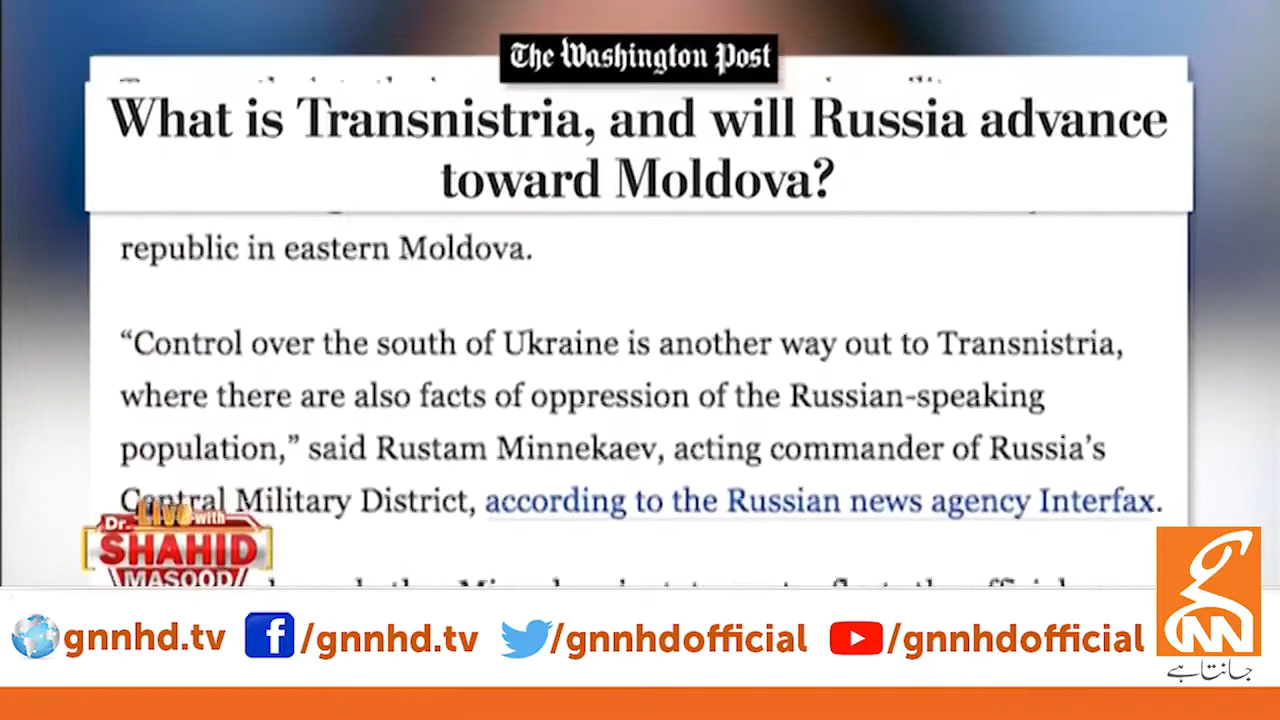 The Washington Post
What is Transnistria, and will Russia advance
toward Moldova?
republic in eastern Moldova.
“Control over the south of Ukraine is another way out to Transnistria,
where there are also facts of oppression of the Russian-speaking
population,” said Rustam Minnekaev, acting commander of Russia’s
Central Military District, according to the Russian news agency Interfax.
Dr. Live with
SHAHID
MASOOD
GNN
جانتا ہے
gnnhd.tv /gnnhd.tv /gnnhdofficial /gnnhdofficial